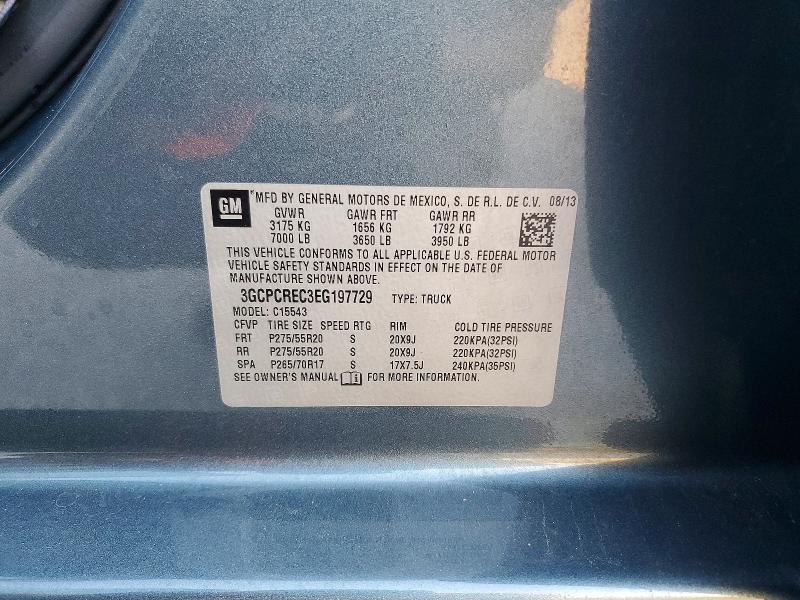 GM
MFD BY GENERAL MOTORS DE MEXICO, S. DE R.L. DE C.V. 08/13
GVWR GAWR FRT GAWR RR
3175 KG 1656 KG 1792 KG
7000 LB 3650 LB 3950 LB
THIS VEHICLE CONFORMS TO ALL APPLICABLE U.S. FEDERAL MOTOR
VEHICLE SAFETY STANDARDS IN EFFECT ON THE DATE OF
MANUFACTURE SHOWN ABOVE.
3GCPCREC3EG197729 TYPE: TRUCK
MODEL: C15543
CFVP TIRE SIZE SPEED RTG RIM COLD TIRE PRESSURE
FRT P275/55R20 S 20X9J 220KPA(32PSI)
RR P275/55R20 S 20X9J 220KPA(32PSI)
SPA P265/70R17 S 17X7.5J 240KPA(35PSI)
SEE OWNER'S MANUAL FOR MORE INFORMATION.